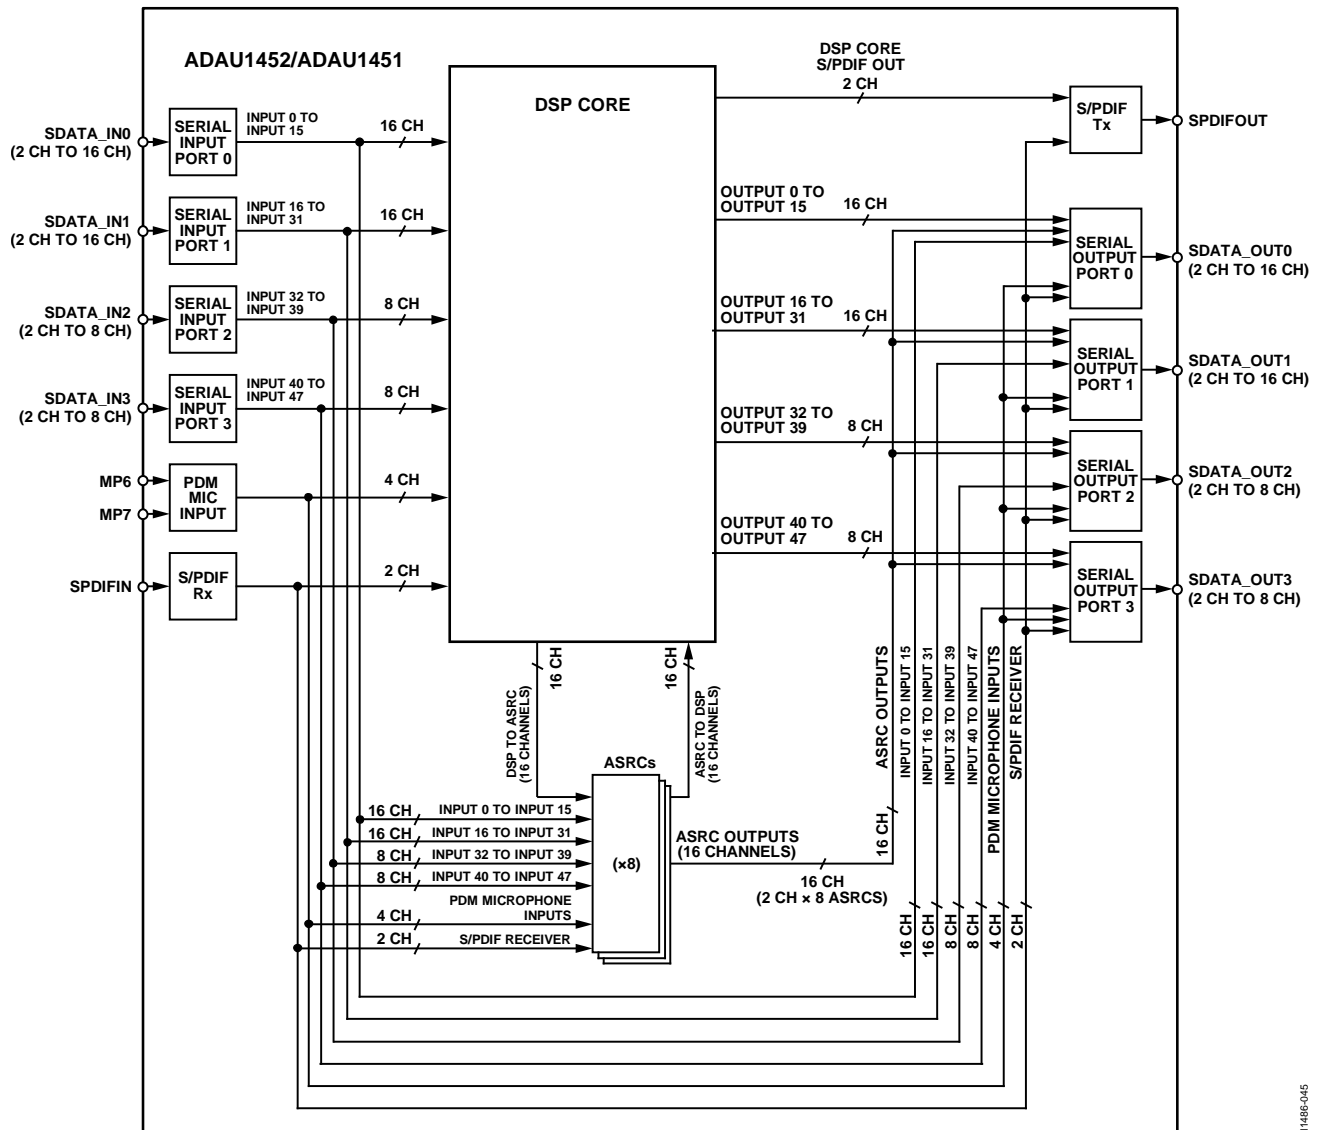 ADAU1452/ADAU1451
DSP CORE
DSP CORE
S/PDIF OUT
2 CH
S/PDIF
Tx
SPDIFOUT
SDATA_IN0
(2 CH TO 16 CH)
SERIAL
INPUT
PORT 0
INPUT 0 TO
INPUT 15
16 CH
SDATA_IN1
(2 CH TO 16 CH)
SERIAL
INPUT
PORT 1
INPUT 16 TO
INPUT 31
16 CH
SDATA_IN2
(2 CH TO 8 CH)
SERIAL
INPUT
PORT 2
INPUT 32 TO
INPUT 39
8 CH
SDATA_IN3
(2 CH TO 8 CH)
SERIAL
INPUT
PORT 3
INPUT 40 TO
INPUT 47
8 CH
MP6
MP7
PDM
MIC
INPUT
4 CH
SPDIFIN
S/PDIF
Rx
2 CH
OUTPUT 0 TO
OUTPUT 15
16 CH
SERIAL
OUTPUT
PORT 0
SDATA_OUT0
(2 CH TO 16 CH)
OUTPUT 16 TO
OUTPUT 31
16 CH
SERIAL
OUTPUT
PORT 1
SDATA_OUT1
(2 CH TO 16 CH)
OUTPUT 32 TO
OUTPUT 39
8 CH
SERIAL
OUTPUT
PORT 2
SDATA_OUT2
(2 CH TO 8 CH)
OUTPUT 40 TO
OUTPUT 47
8 CH
SERIAL
OUTPUT
PORT 3
SDATA_OUT3
(2 CH TO 8 CH)
16 CH
DSP TO ASRC
(16 CHANNELS)
16 CH
ASRC TO DSP
(16 CHANNELS)
ASRCs
(×8)
16 CH
INPUT 0 TO INPUT 15
16 CH
INPUT 16 TO INPUT 31
8 CH
INPUT 32 TO INPUT 39
8 CH
INPUT 40 TO INPUT 47
PDM MICROPHONE
INPUTS
4 CH
2 CH
S/PDIF RECEIVER
ASRC OUTPUTS
(16 CHANNELS)
16 CH
(2 CH × 8 ASRCS)
ASRC OUTPUTS
16 CH
INPUT 0 TO INPUT 15
16 CH
INPUT 16 TO INPUT 31
16 CH
INPUT 32 TO INPUT 39
8 CH
INPUT 40 TO INPUT 47
8 CH
PDM MICROPHONE INPUTS
4 CH
S/PDIF RECEIVER
2 CH
11486-045